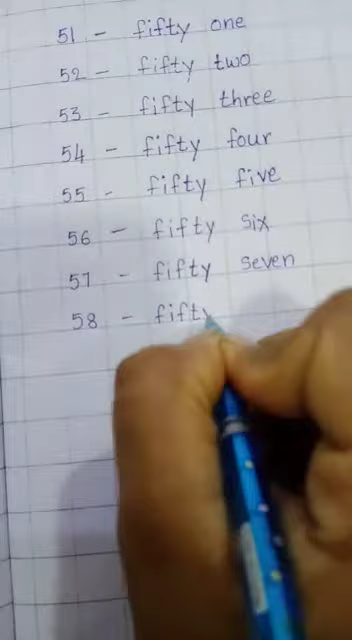 51 - fifty one
52 - fifty two
53 - fifty three
54 - fifty four
55 - fifty five
56 - fifty six
57 - fifty seven
58 - fifty